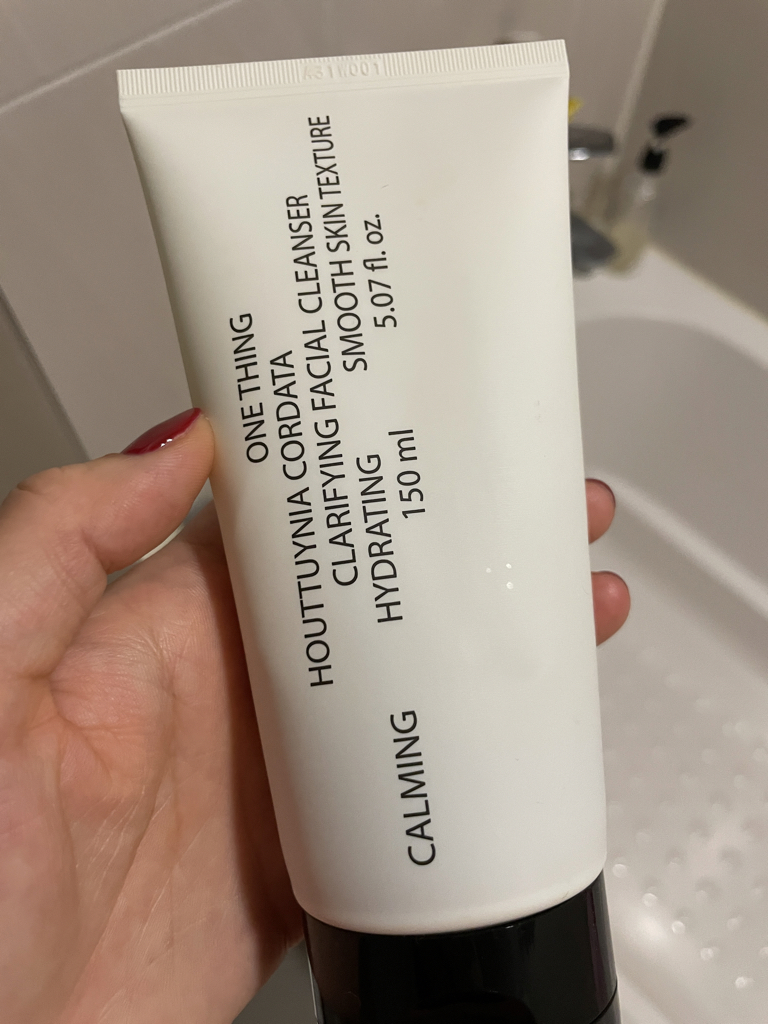 ONE THING
HOUTTUYNIA CORDATA
CLARIFYING FACIAL CLEANSER
CALMING HYDRATING SMOOTH SKIN TEXTURE
150 ml 5.07 fl. oz.